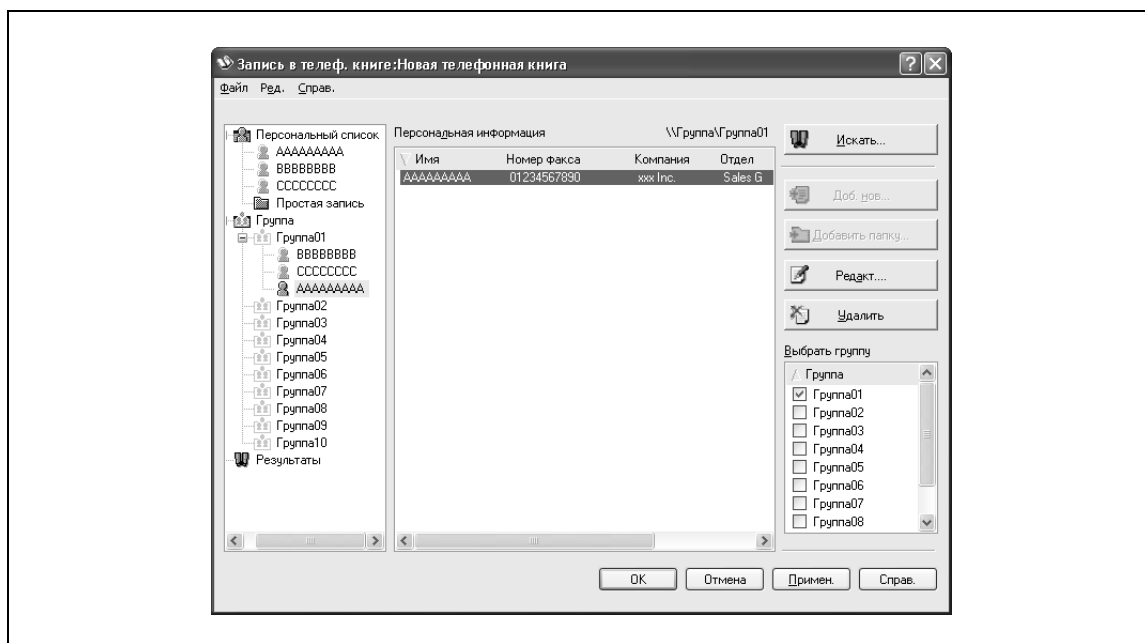 Запись в телеф. книге:Новая телефонная книга
Файл Ред. Справ.
Персональный список
AAAAAAAAA
BBBBBBBB
CCCCCCCC
Простая запись
Группа
Группа01
BBBBBBBB
CCCCCCCC
AAAAAAAAA
Группа02
Группа03
Группа04
Группа05
Группа06
Группа07
Группа08
Группа09
Группа10
Результаты
Персональная информация \\Группа\Группа01
Имя Номер факса Компания Отдел
AAAAAAAAA 01234567890 xxx Inc. Sales G
Искать...
Доб. нов...
Добавить папку...
Редакт....
Удалить
Выбрать группу
Группа
Группа01
Группа02
Группа03
Группа04
Группа05
Группа06
Группа07
Группа08
OK Отмена Примен. Справ.